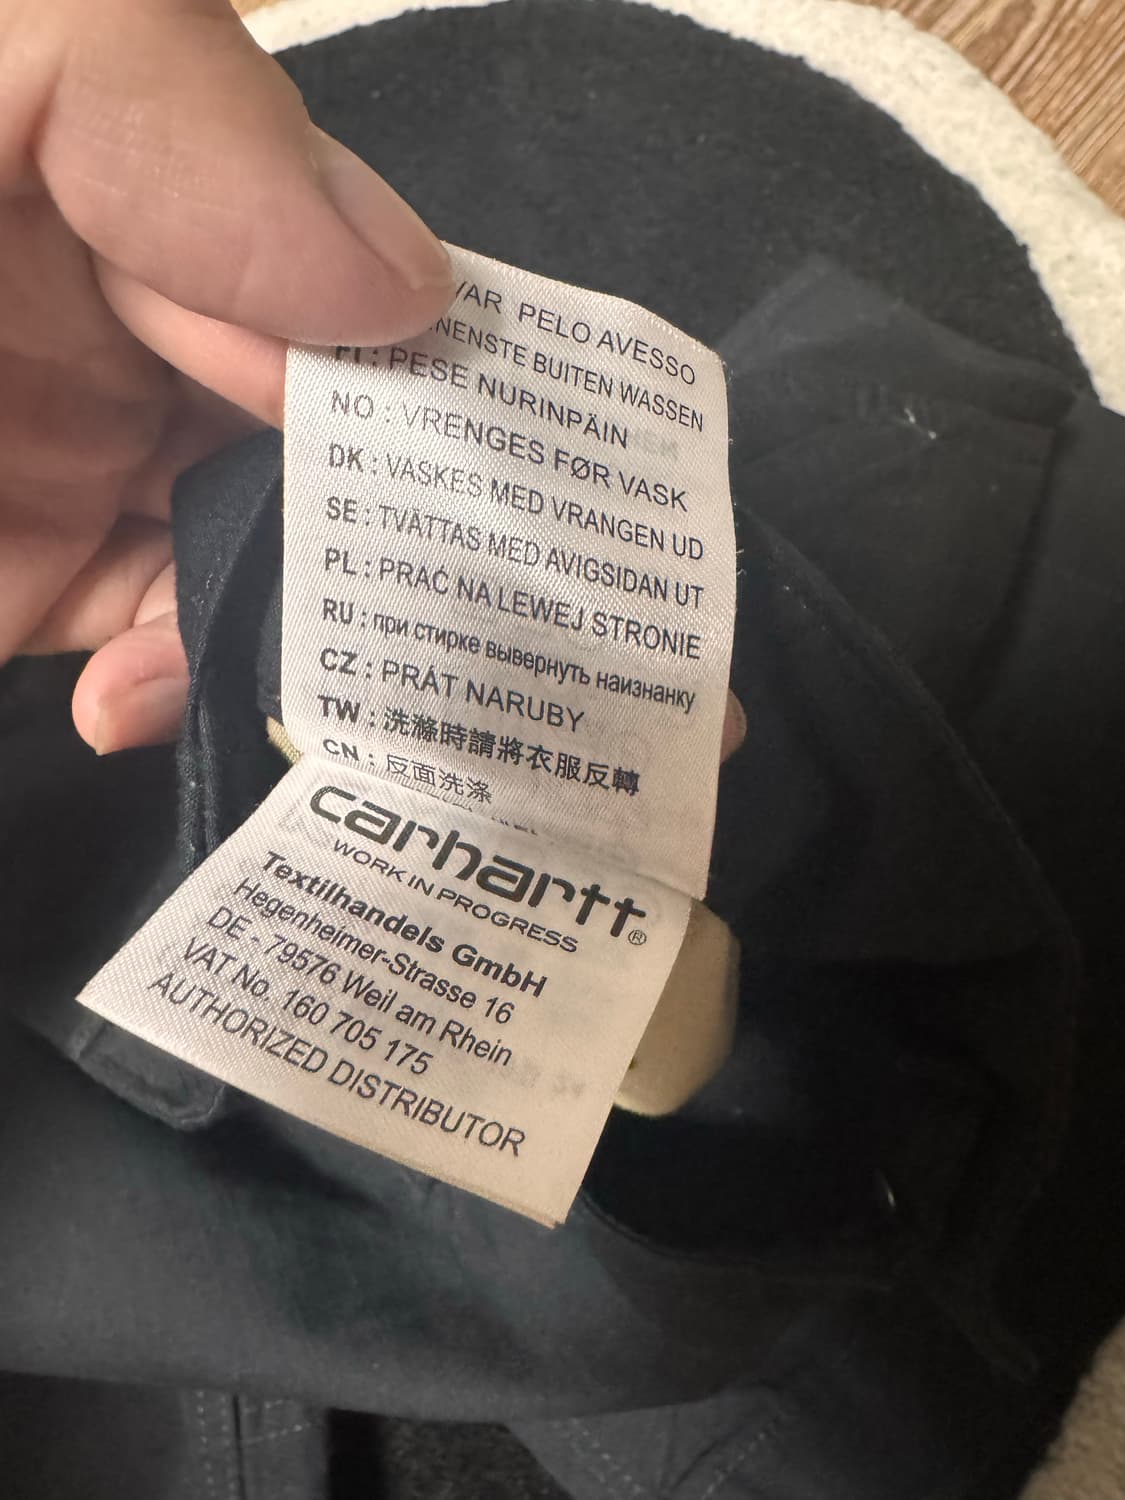 PELO AVESSO
BUITEN WASSEN
FI : PESE NURINPÄIN
NO : VRENGES FØR VASK
DK : VASKES MED VRANGEN UD
SE : TVÄTTAS MED AVIGSIDAN UT
PL : PRAĆ NA LEWEJ STRONIE
RU : при стирке вывернуть наизнанку
CZ : PRÁT NARUBY
TW : 洗滌時請將衣服反轉
CN : 反面洗涤
carhartt®
WORK IN PROGRESS
Textilhandels GmbH
Hegenheimer-Strasse 16
DE - 79576 Weil am Rhein
VAT No. 160 705 175
AUTHORIZED DISTRIBUTOR